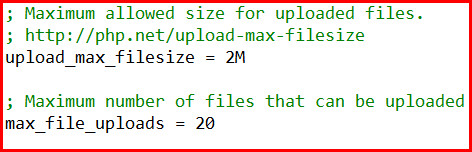 ; Maximum allowed size for uploaded files.
; http://php.net/upload-max-filesize
upload_max_filesize = 2M
; Maximum number of files that can be uploaded
max_file_uploads = 20